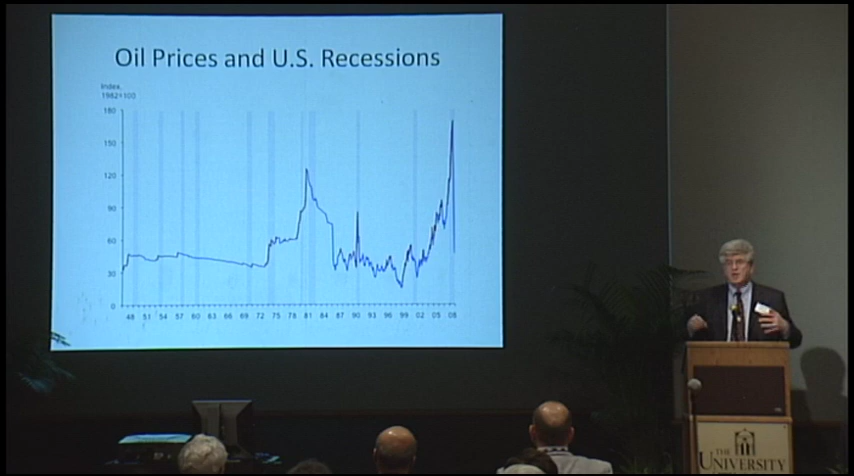 Oil Prices and U.S. Recessions
Index,
1982=100
180
150
120
90
60
30
0
48 51 54 57 60 63 66 69 72 75 78 81 84 87 90 93 96 99 02 05 08
THE
UNIVERSITY